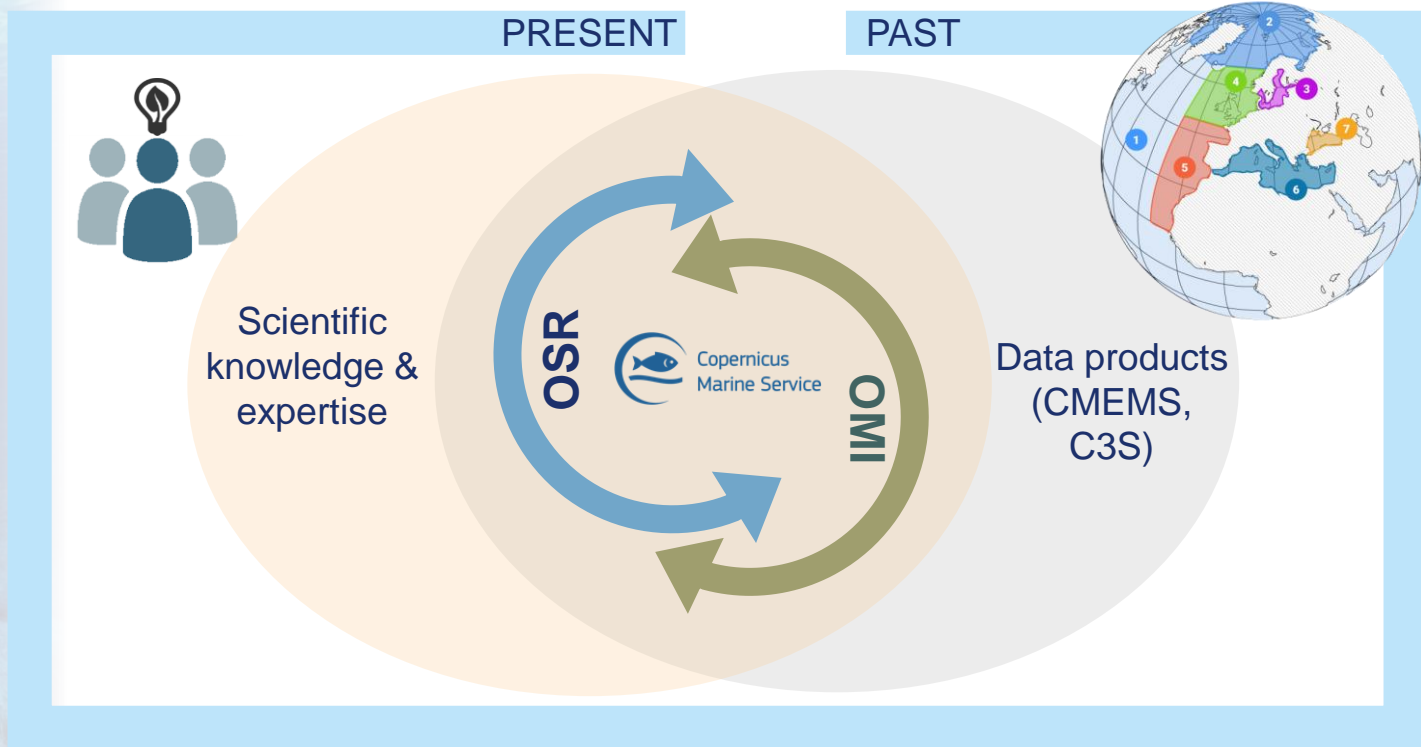 PRESENT
PAST
2
4
3
1
7
5
6
Scientific
knowledge &
expertise
OSR
Copernicus
Marine Service
OMI
Data products
(CMEMS,
C3S)